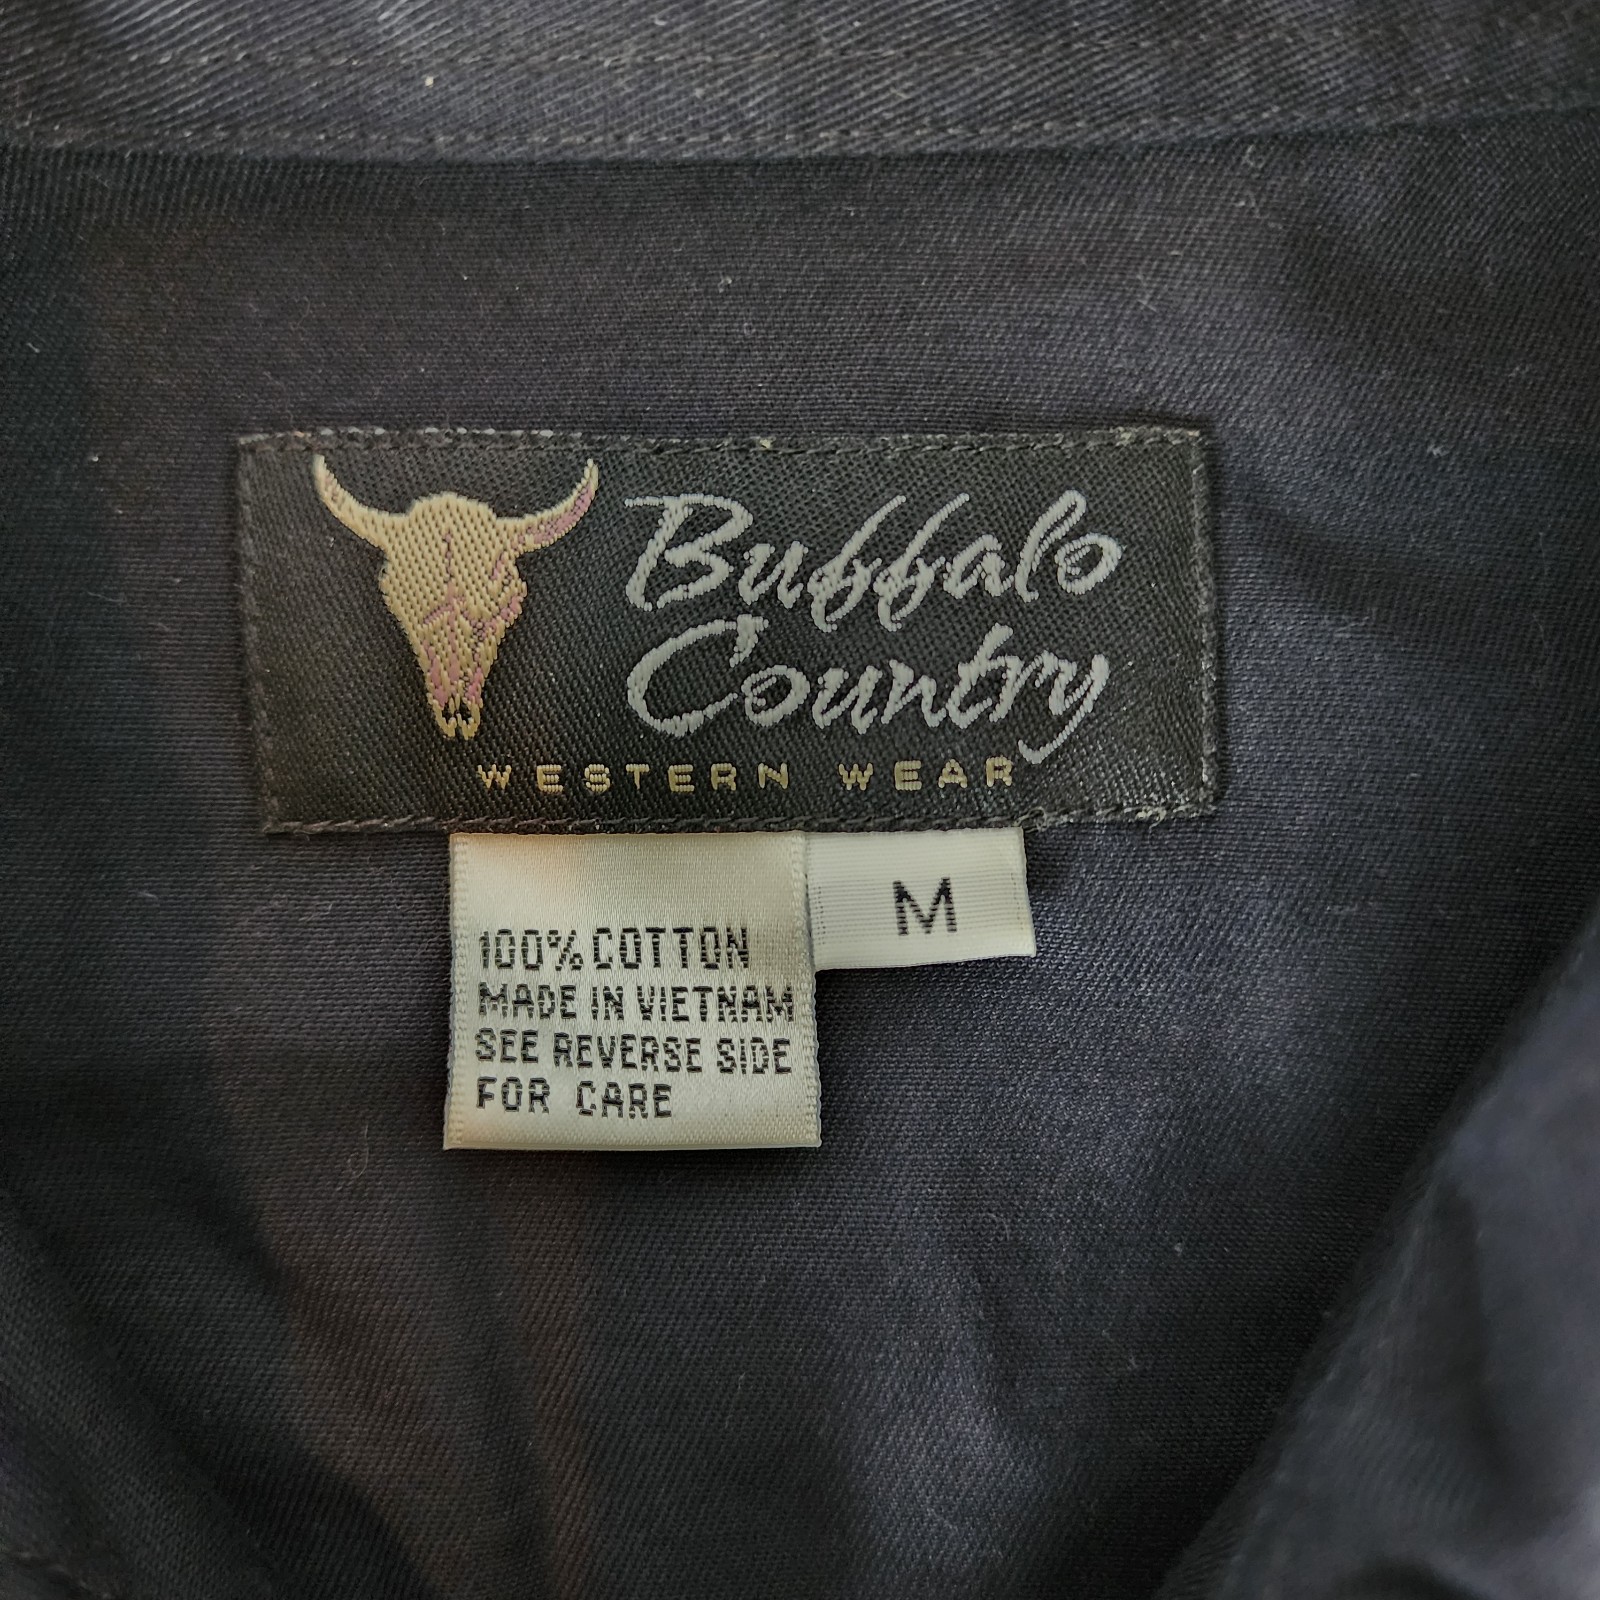 Buffalo
Country
WESTERN WEAR
M
100% COTTON
MADE IN VIETNAM
SEE REVERSE SIDE
FOR CARE